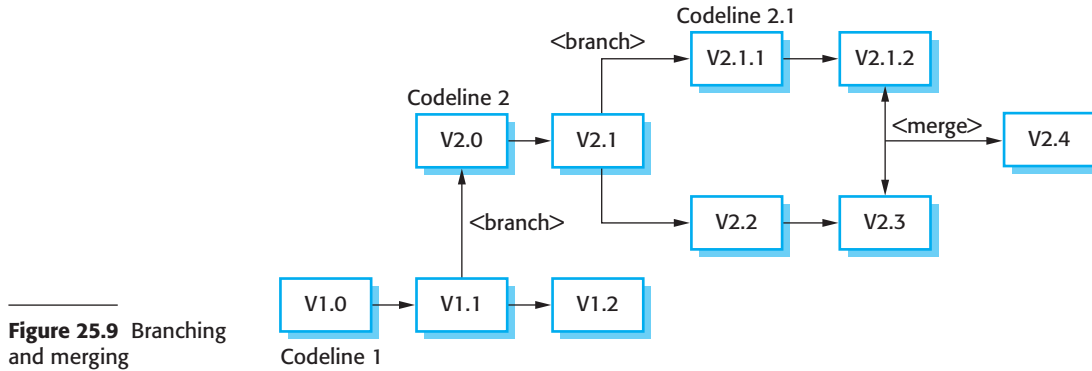 Codeline 2.1
<branch>
V2.1.1
V2.1.2
Codeline 2
<merge>
V2.0
V2.1
V2.4
<branch>
V2.2
V2.3
V1.0
V1.1
V1.2
Codeline 1
Figure 25.9 Branching
and merging